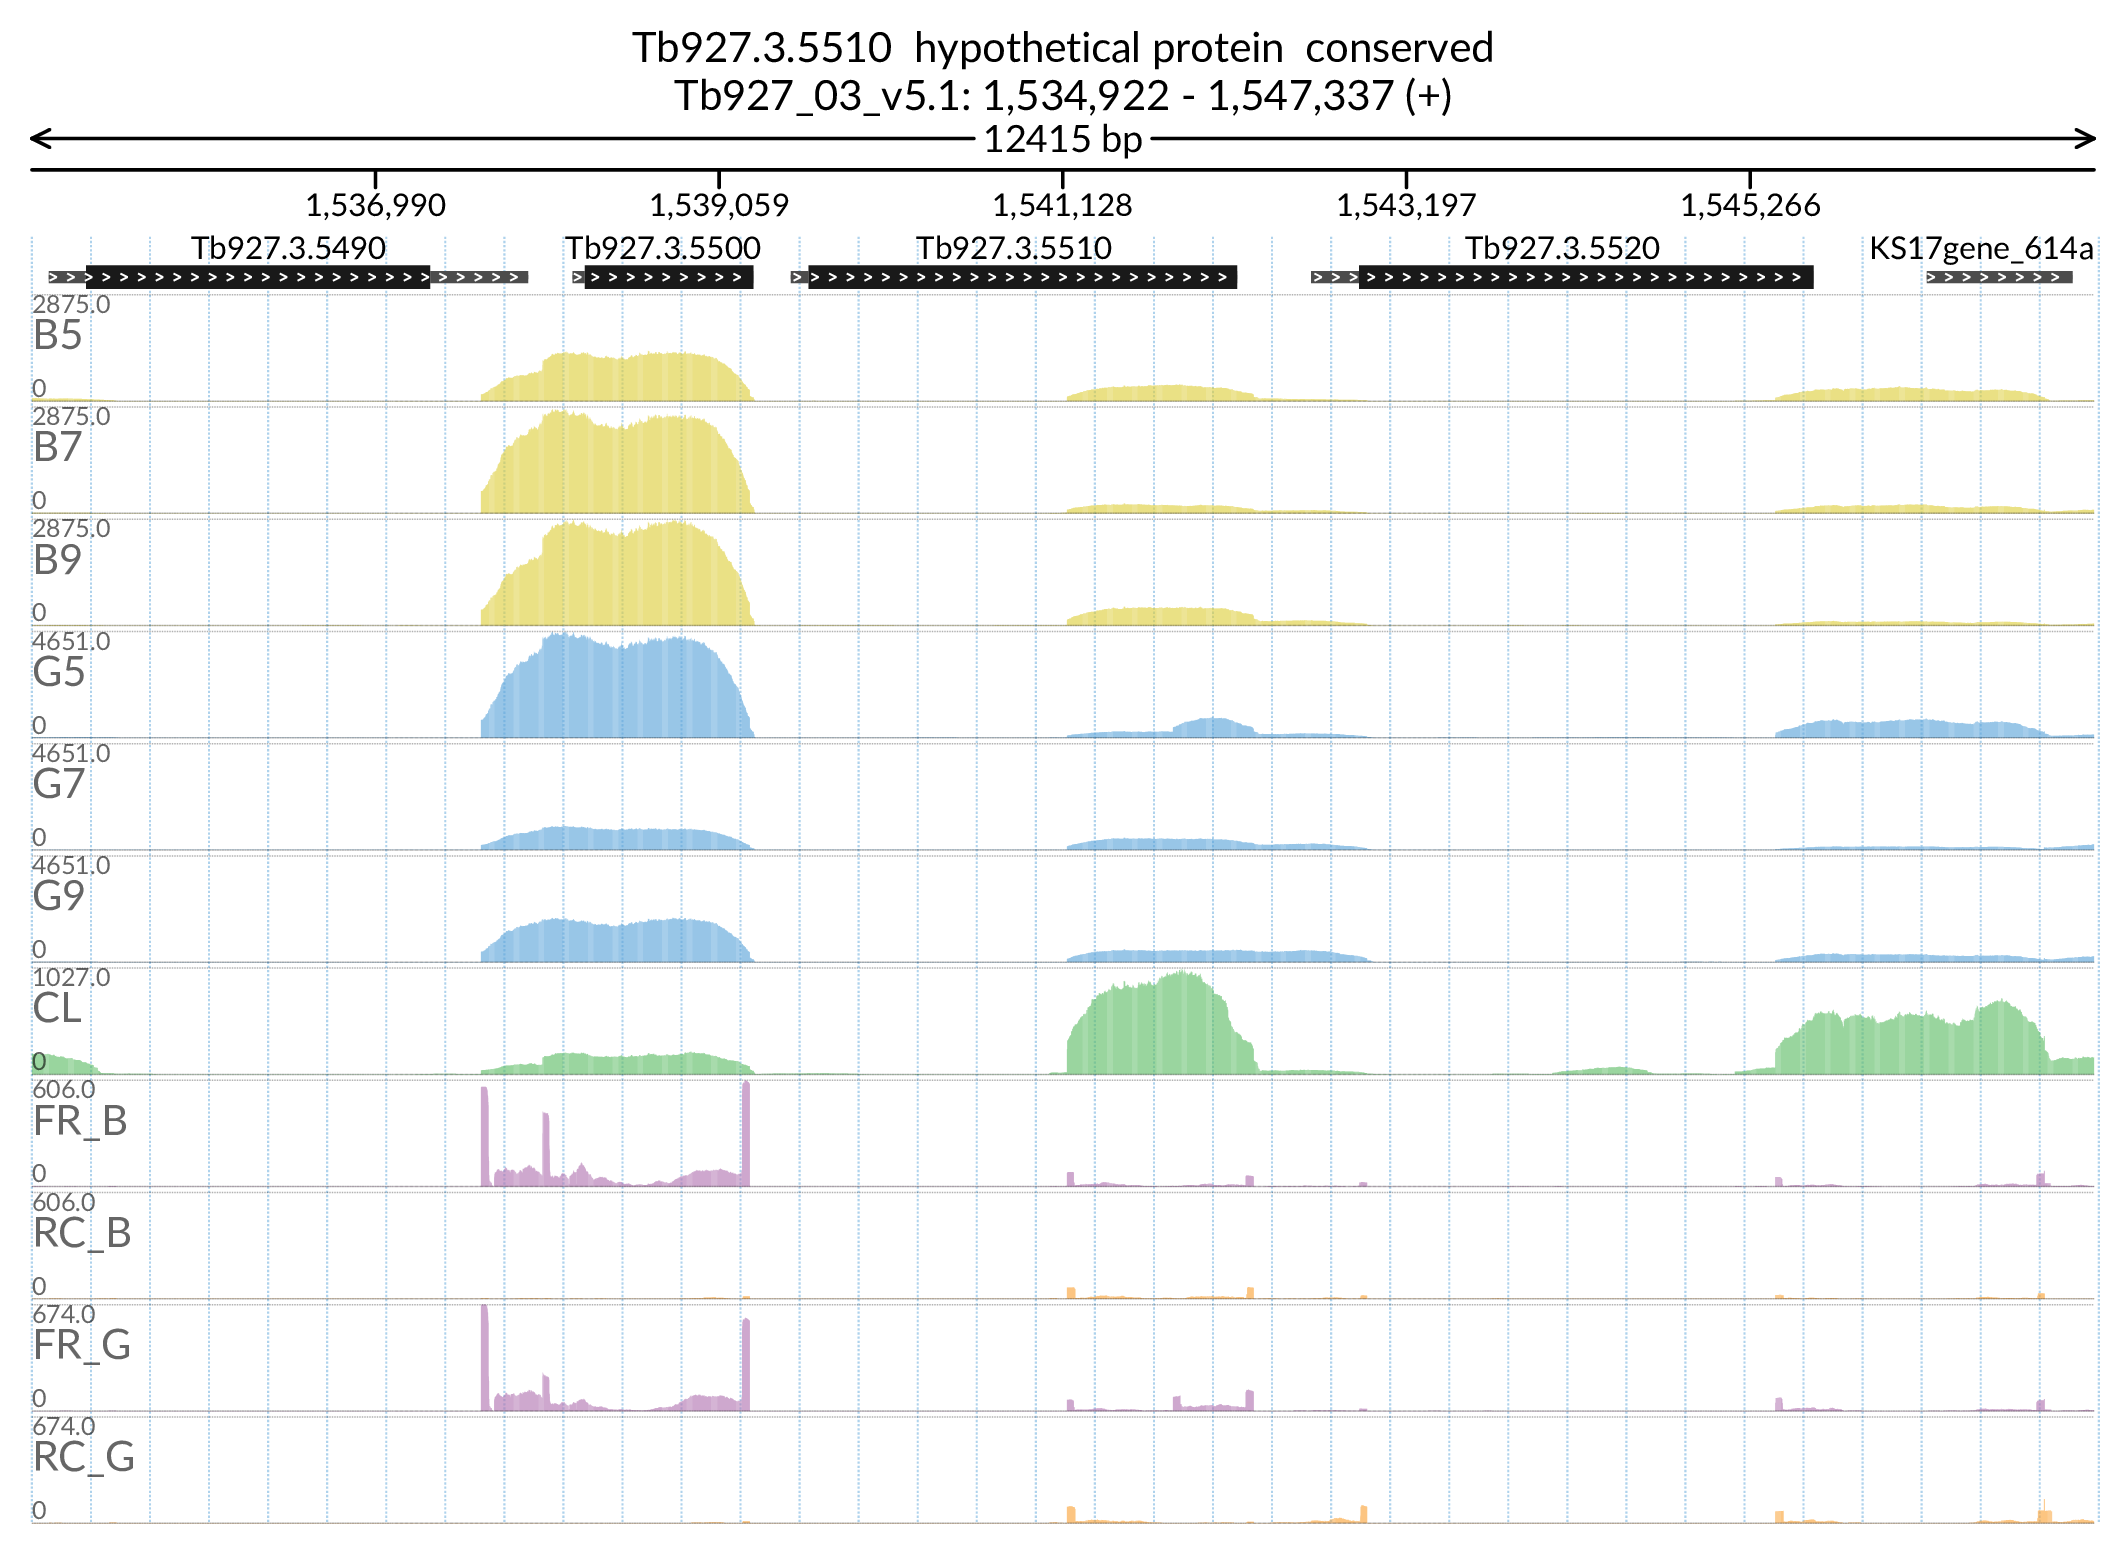 Tb927.3.5510  hypothetical protein  conserved
Tb927_03_v5.1: 1,534,922 - 1,547,337 (+)
12415 bp
1,536,990 1,539,059 1,541,128 1,543,197 1,545,266
Tb927.3.5490 Tb927.3.5500 Tb927.3.5510 Tb927.3.5520 KS17gene_614a
2875.0
B5
0
2875.0
B7
0
2875.0
B9
0
4651.0
G5
0
4651.0
G7
0
4651.0
G9
0
1027.0
CL
0
606.0
FR_B
0
606.0
RC_B
0
674.0
FR_G
0
674.0
RC_G
0